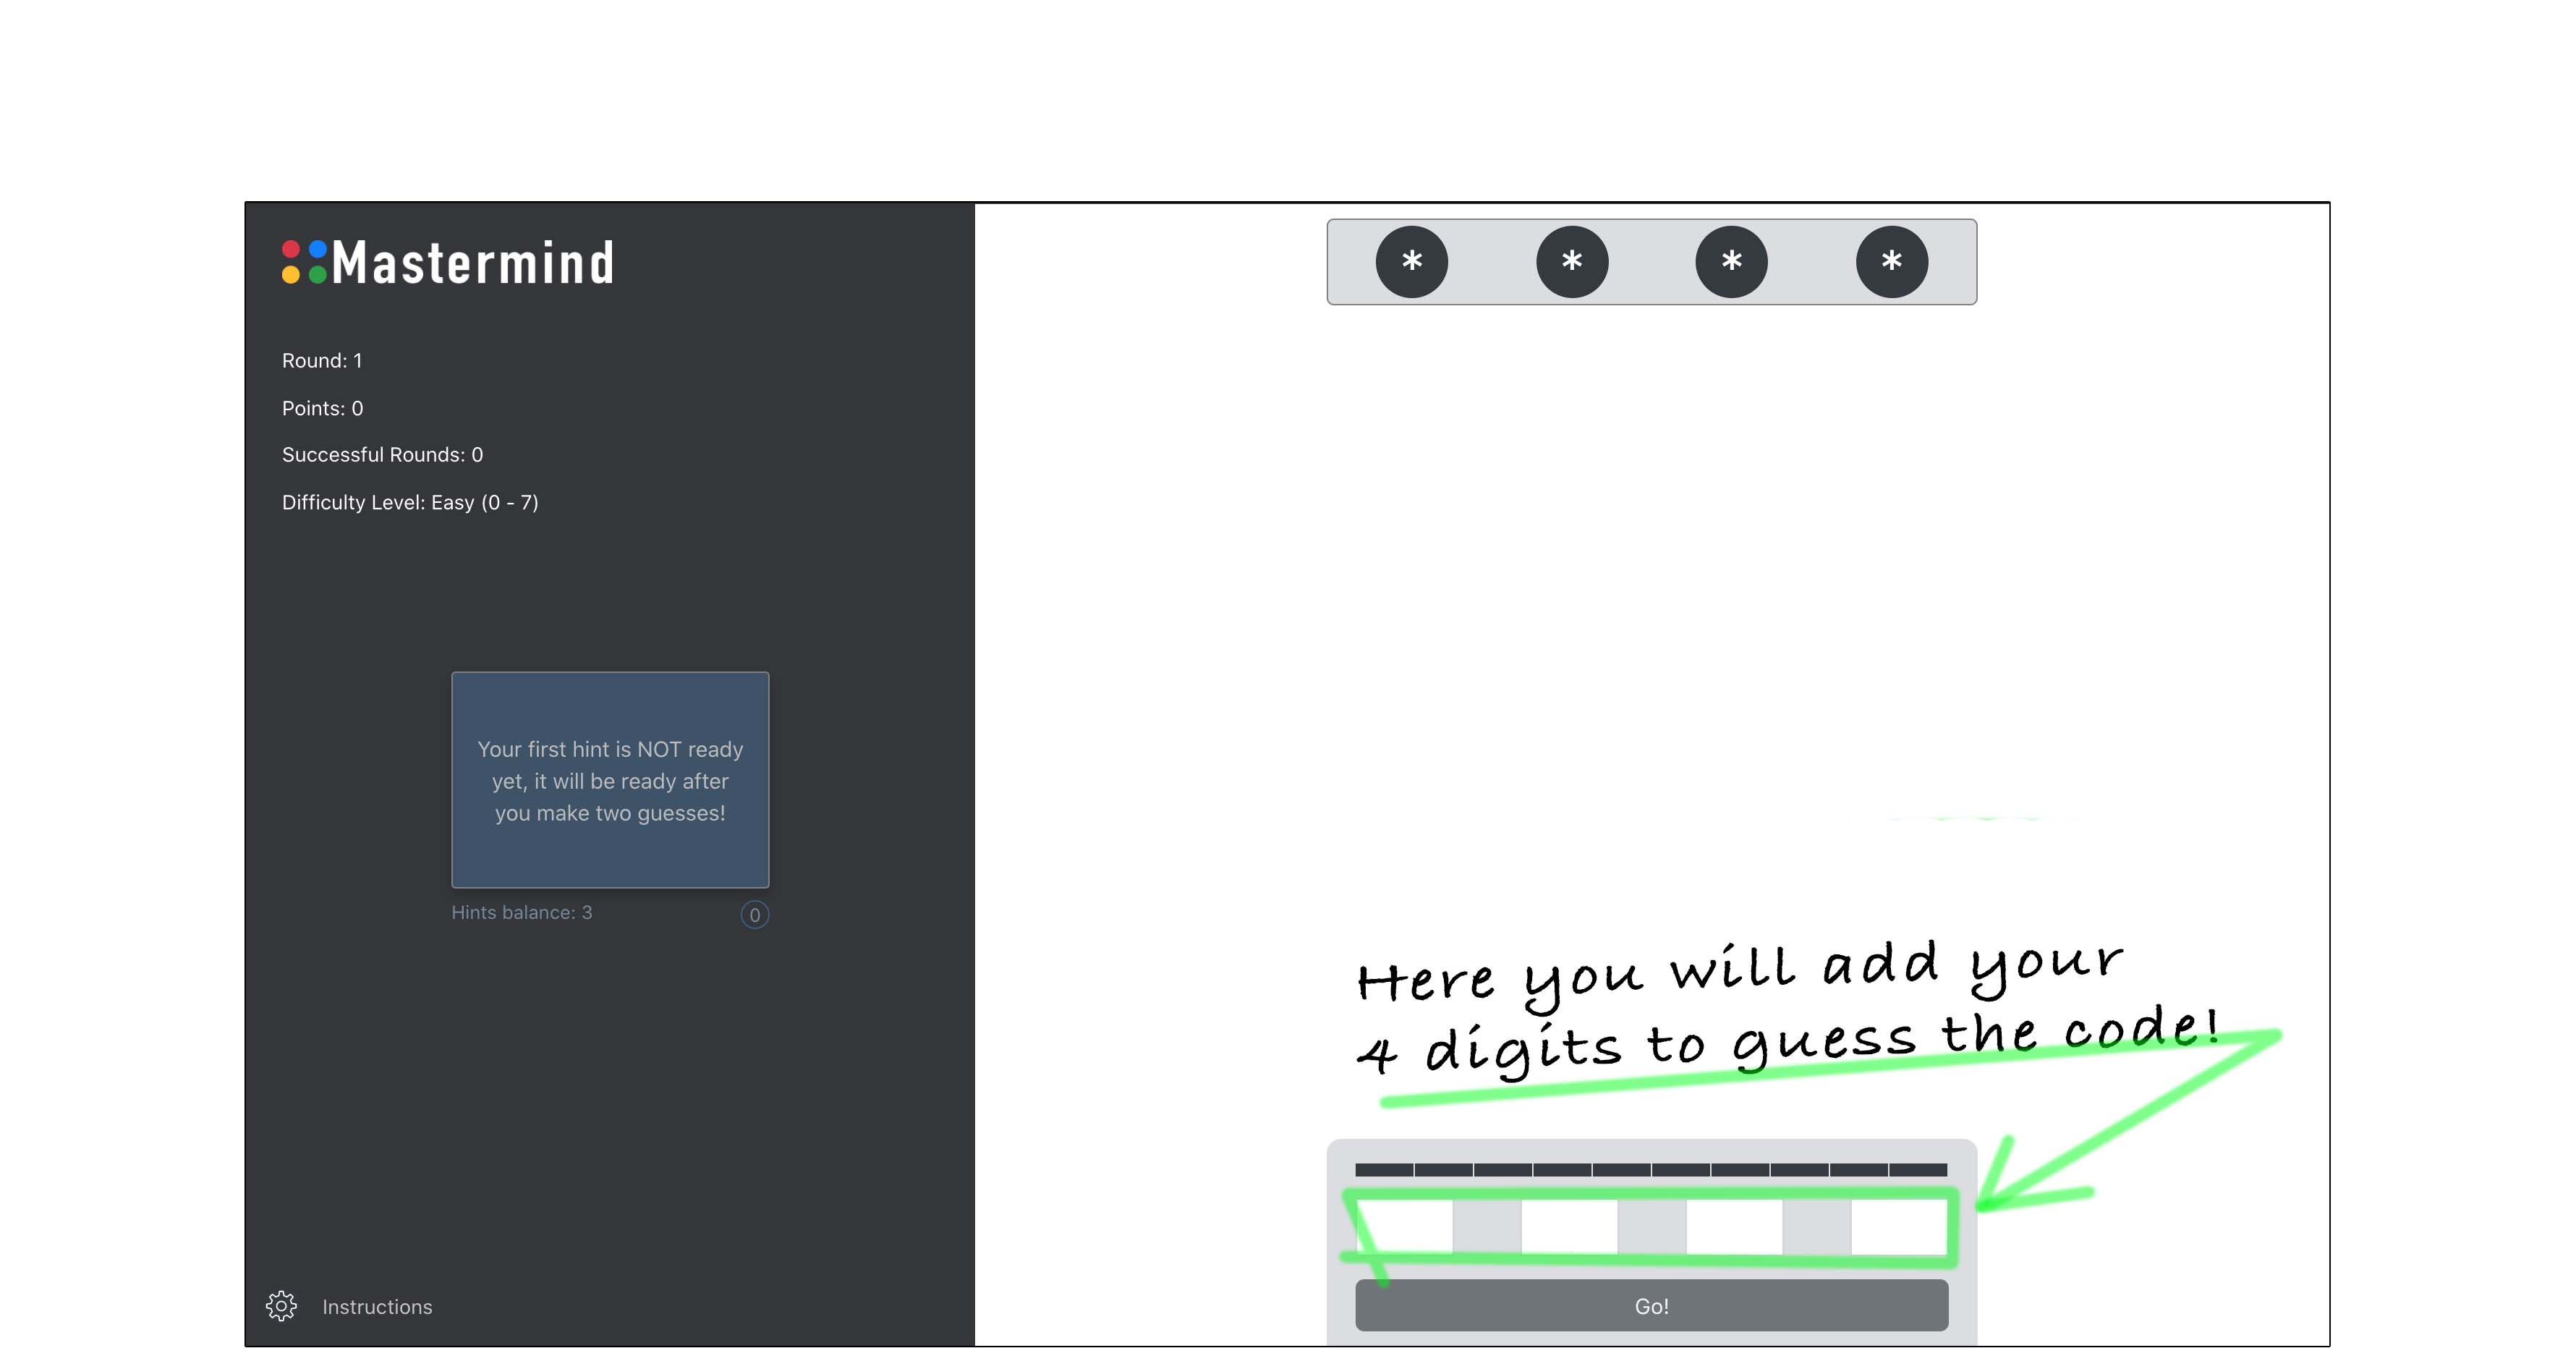 Mastermind
* * * *
Round: 1
Points: 0
Successful Rounds: 0
Difficulty Level: Easy (0 - 7)
Your first hint is NOT ready
yet, it will be ready after
you make two guesses!
Hints balance: 3 0
Here you will add your
4 digits to guess the code!
Go!
Instructions